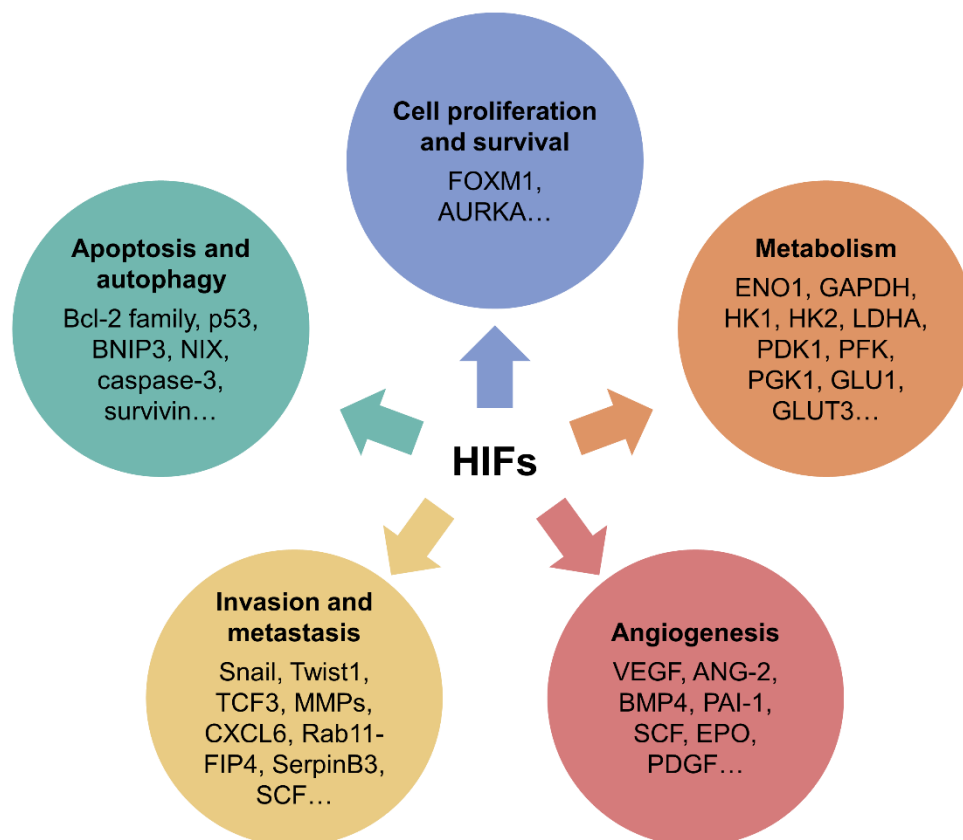 Cell proliferation
and survival
FOXM1,
AURKA…
Apoptosis and
autophagy
Bcl-2 family, p53,
BNIP3, NIX,
caspase-3,
survivin…
Metabolism
ENO1, GAPDH,
HK1, HK2, LDHA,
PDK1, PFK,
PGK1, GLU1,
GLUT3…
HIFs
Invasion and
metastasis
Snail, Twist1,
TCF3, MMPs,
CXCL6, Rab11-
FIP4, SerpinB3,
SCF…
Angiogenesis
VEGF, ANG-2,
BMP4, PAI-1,
SCF, EPO,
PDGF…